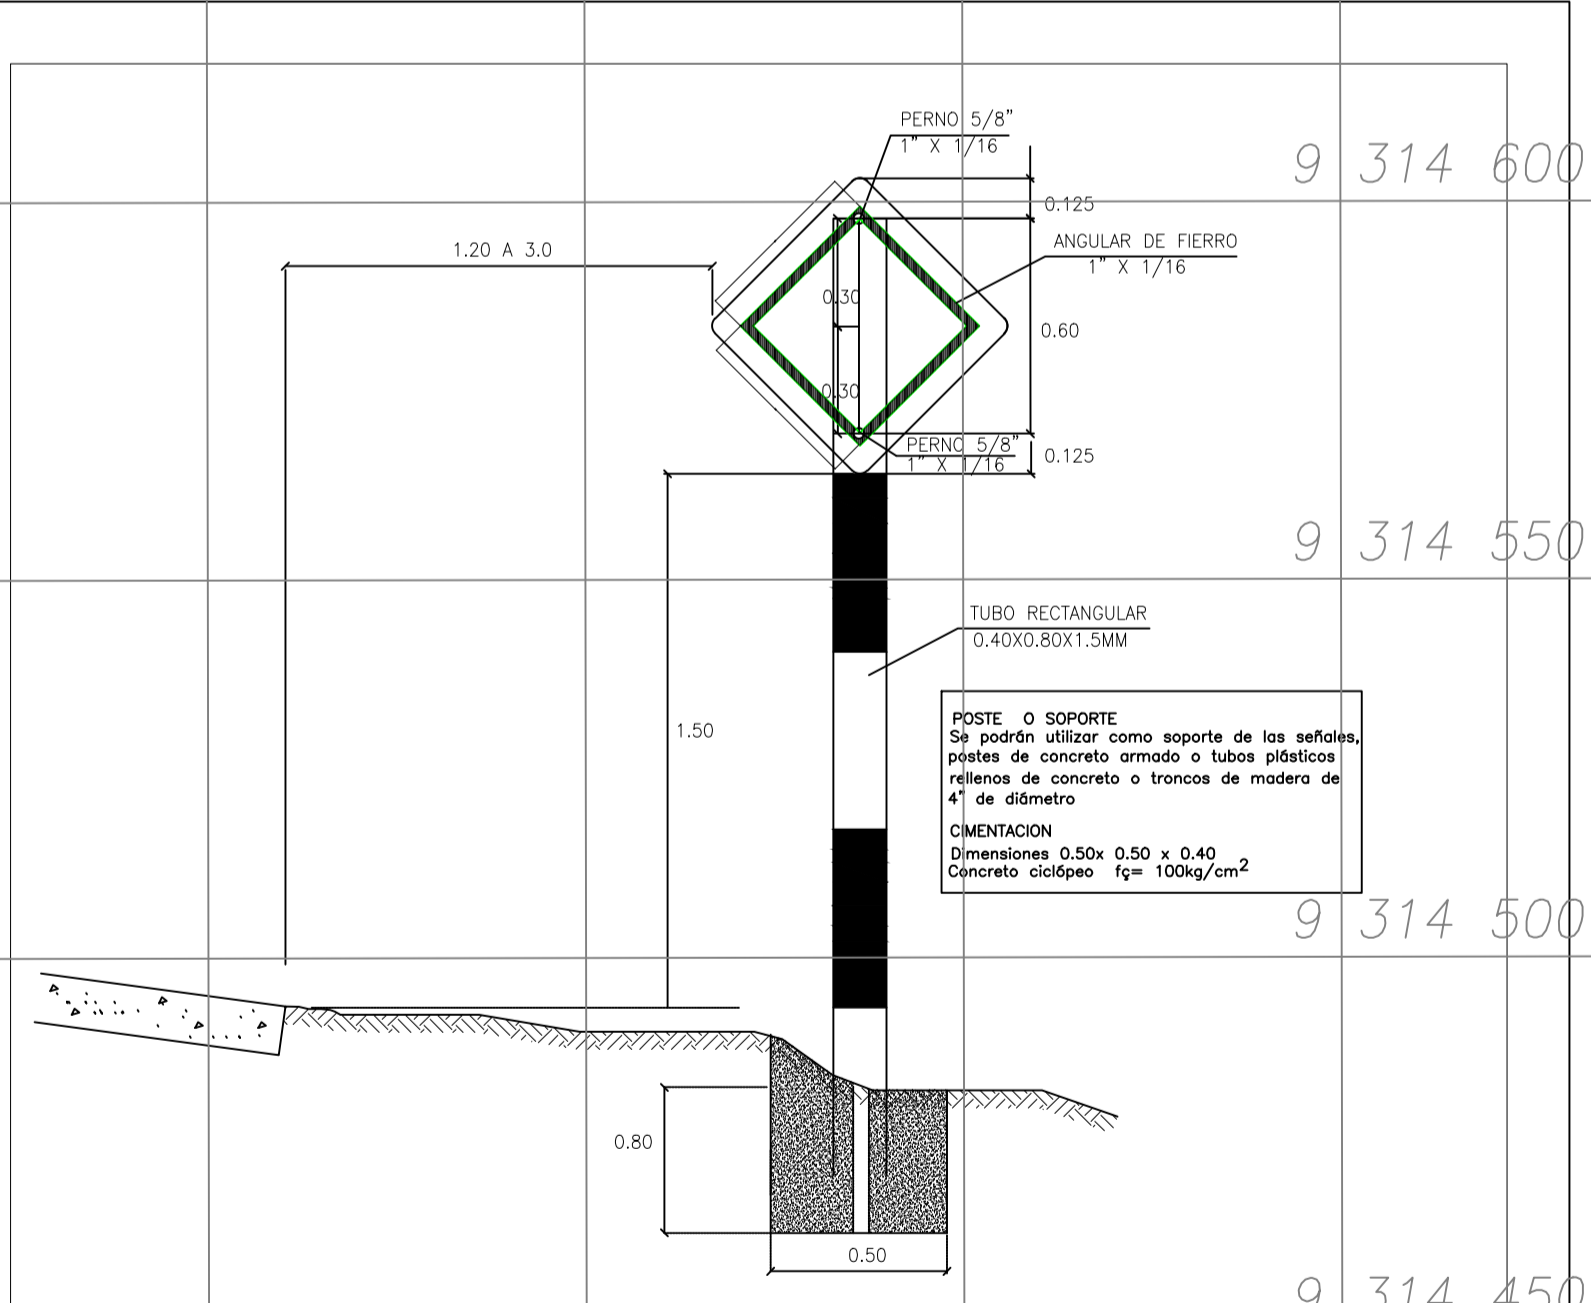 PERNO 5/8"
1" X 1/16
9 314 600
0.125
ANGULAR DE FIERRO
1" X 1/16
1.20 A 3.0
0.30
0.60
0.30
PERNO 5/8"
1" X 1/16
0.125
9 314 550
TUBO RECTANGULAR
0.40X0.80X1.5MM
1.50
POSTE O SOPORTE
Se podrán utilizar como soporte de las señales,
postes de concreto armado o tubos plásticos
rellenos de concreto o troncos de madera de
4" de diámetro
CIMENTACION
Dimensiones 0.50x 0.50 x 0.40
Concreto ciclópeo fç= 100kg/cm2
9 314 500
0.80
0.50
9 314 450